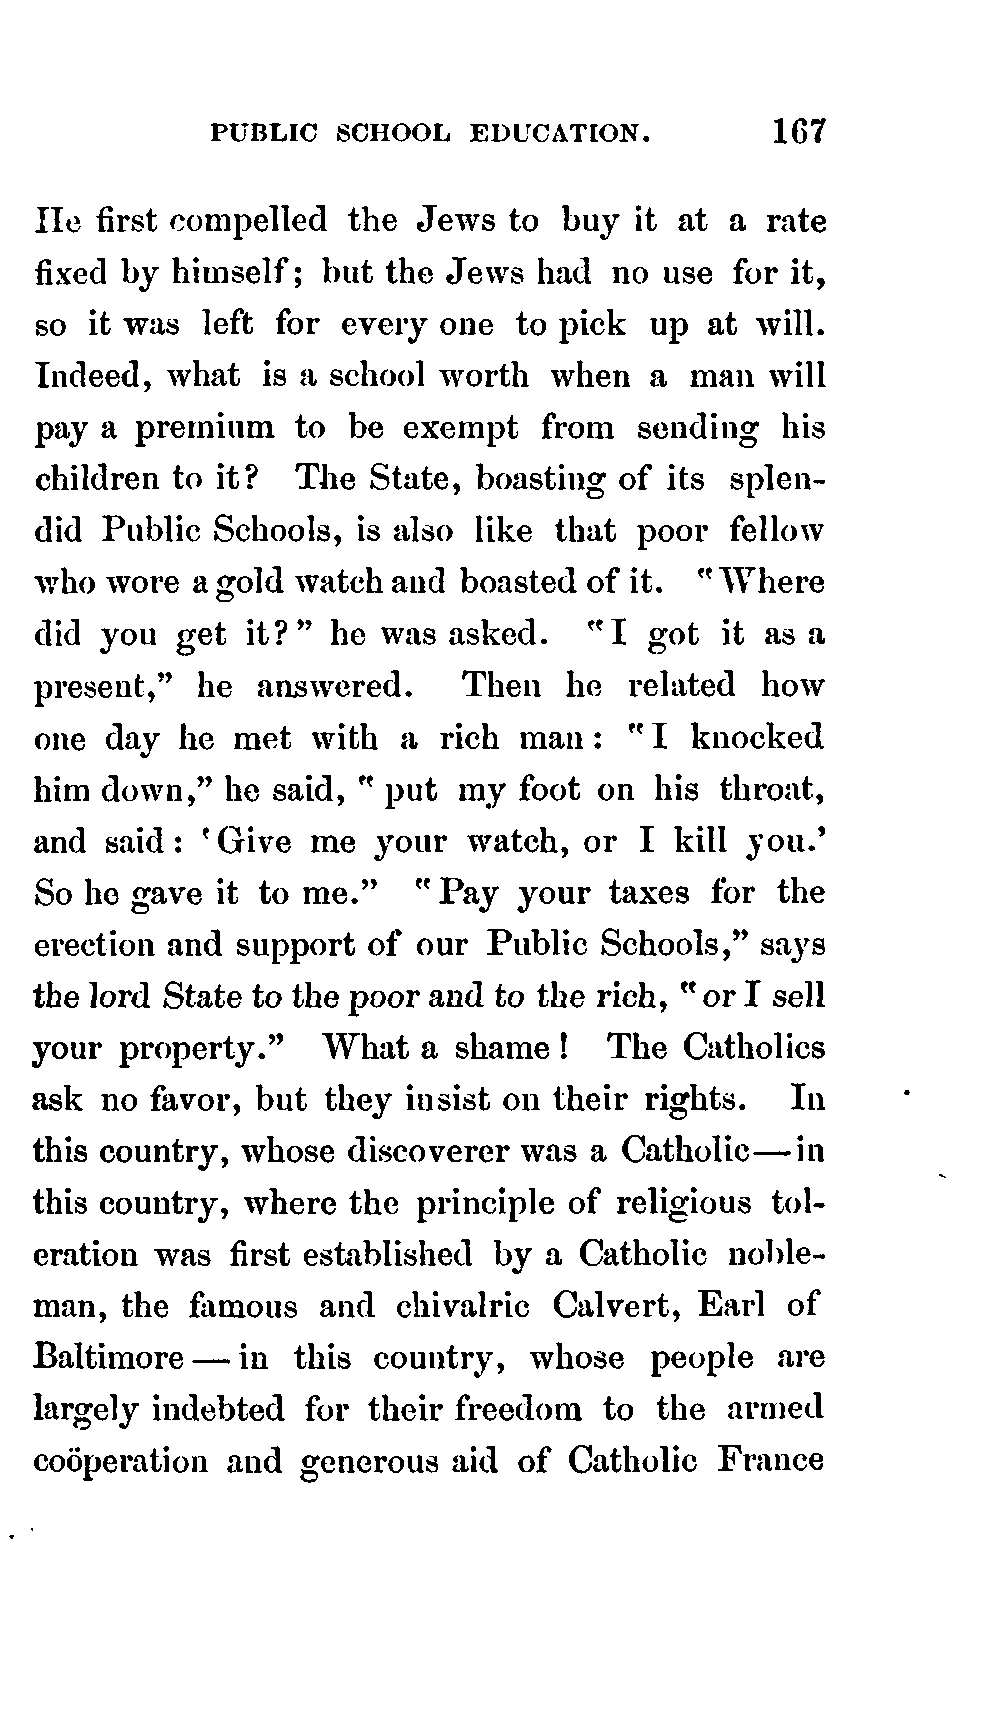 PUBLIC SCHOOL EDUCATION. 167
He first compelled the Jews to buy it at a rate
fixed by himself; but the Jews had no use for it,
so it was left for every one to pick up at will.
Indeed, what is a school worth when a man will
pay a premium to be exempt from sending his
children to it? The State, boasting of its splen-
did Public Schools, is also like that poor fellow
who wore a gold watch and boasted of it. "Where
did you get it?" he was asked. "I got it as a
present," he answered. Then he related how
one day he met with a rich man: "I knocked
him down," he said, "put my foot on his throat,
and said: 'Give me your watch, or I kill you.'
So he gave it to me." "Pay your taxes for the
erection and support of our Public Schools," says
the lord State to the poor and to the rich, "or I sell
your property." What a shame! The Catholics
ask no favor, but they insist on their rights. In
this country, whose discoverer was a Catholic—in
this country, where the principle of religious tol-
eration was first established by a Catholic noble-
man, the famous and chivalric Calvert, Earl of
Baltimore — in this country, whose people are
largely indebted for their freedom to the armed
coöperation and generous aid of Catholic France